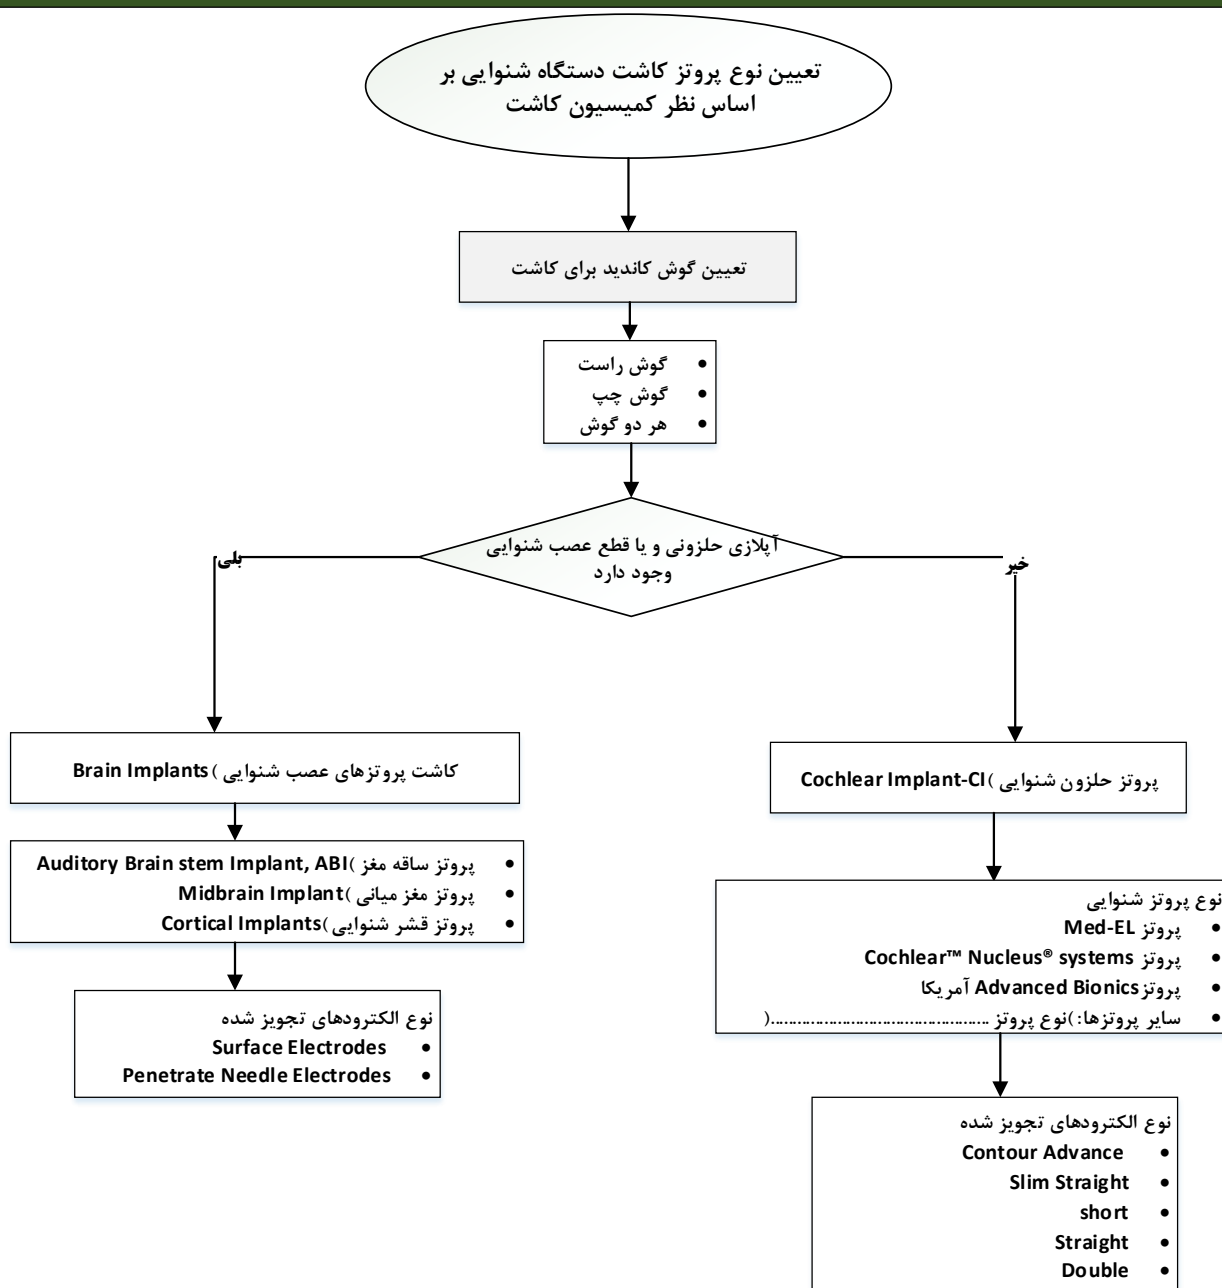 تعیین نوع پروتز کاشت دستگاه شنوایی بر
اساس نظر کمیسیون کاشت
تعیین گوش کاندید برای کاشت
• گوش راست
• گوش چپ
• هر دو گوش
آپلازی حلزونی و یا قطع عصب شنوایی
وجود دارد
خیر
بلی
پروتز حلزون شنوایی )Cochlear Implant-CI
نوع پروتز شنوایی
• پروتز Med-EL
• پروتز Cochlear™ Nucleus® systems
• پروتزAdvanced Bionics آمریکا
• سایر پروتزها: )نوع پروتز ................................................(
نوع الکترودهای تجویز شده
• Contour Advance
• Slim Straight
• short
• Straight
• Double
کاشت پروتزهای عصب شنوایی )Brain Implants
• پروتز ساقه مغز )Auditory Brain stem Implant, ABI
• پروتز مغز میانی )Midbrain Implant
• پروتز قشر شنوایی)Cortical Implants
نوع الکترودهای تجویز شده
• Surface Electrodes
• Penetrate Needle Electrodes